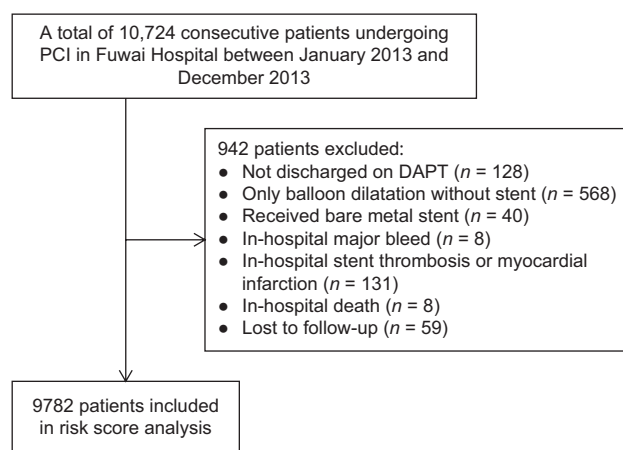 A total of 10,724 consecutive patients undergoing
PCI in Fuwai Hospital between January 2013 and
December 2013
942 patients excluded:
● Not discharged on DAPT (n = 128)
● Only balloon dilatation without stent (n = 568)
● Received bare metal stent (n = 40)
● In-hospital major bleed (n = 8)
● In-hospital stent thrombosis or myocardial
infarction (n = 131)
● In-hospital death (n = 8)
● Lost to follow-up (n = 59)
9782 patients included
in risk score analysis